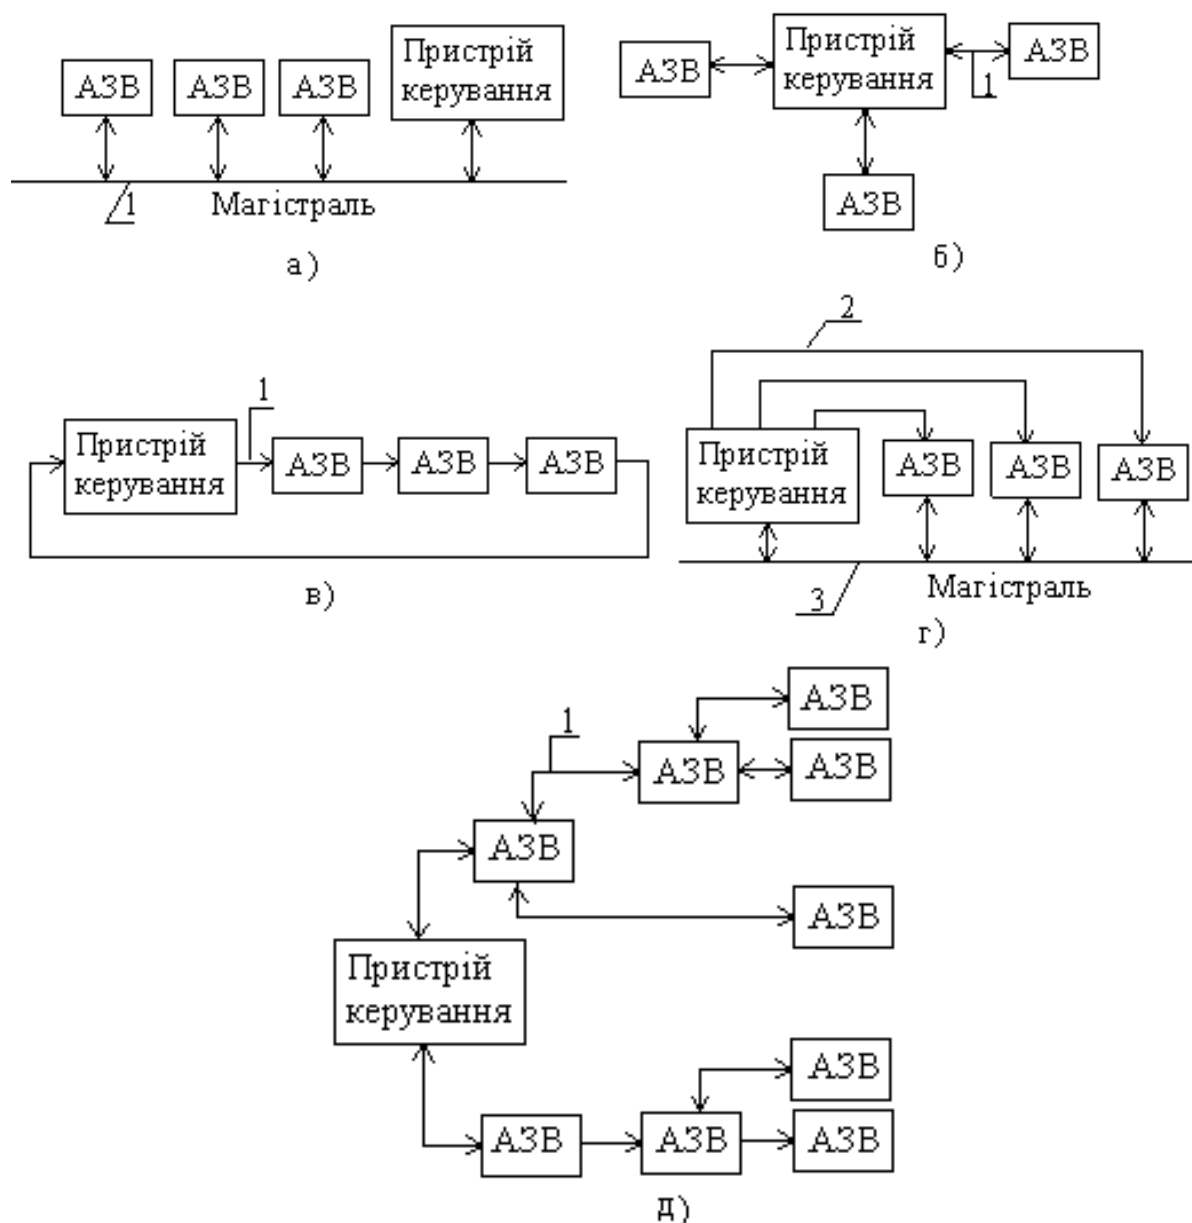 АЗВ
АЗВ
АЗВ
Пристрій
керування
1
Магістраль
а)
АЗВ
Пристрій
керування
АЗВ
1
АЗВ
б)
1
Пристрій
керування
АЗВ
АЗВ
АЗВ
в)
2
Пристрій
керування
АЗВ
АЗВ
АЗВ
3
Магістраль
г)
АЗВ
1
АЗВ
АЗВ
АЗВ
АЗВ
Пристрій
керування
АЗВ
АЗВ
АЗВ
АЗВ
д)